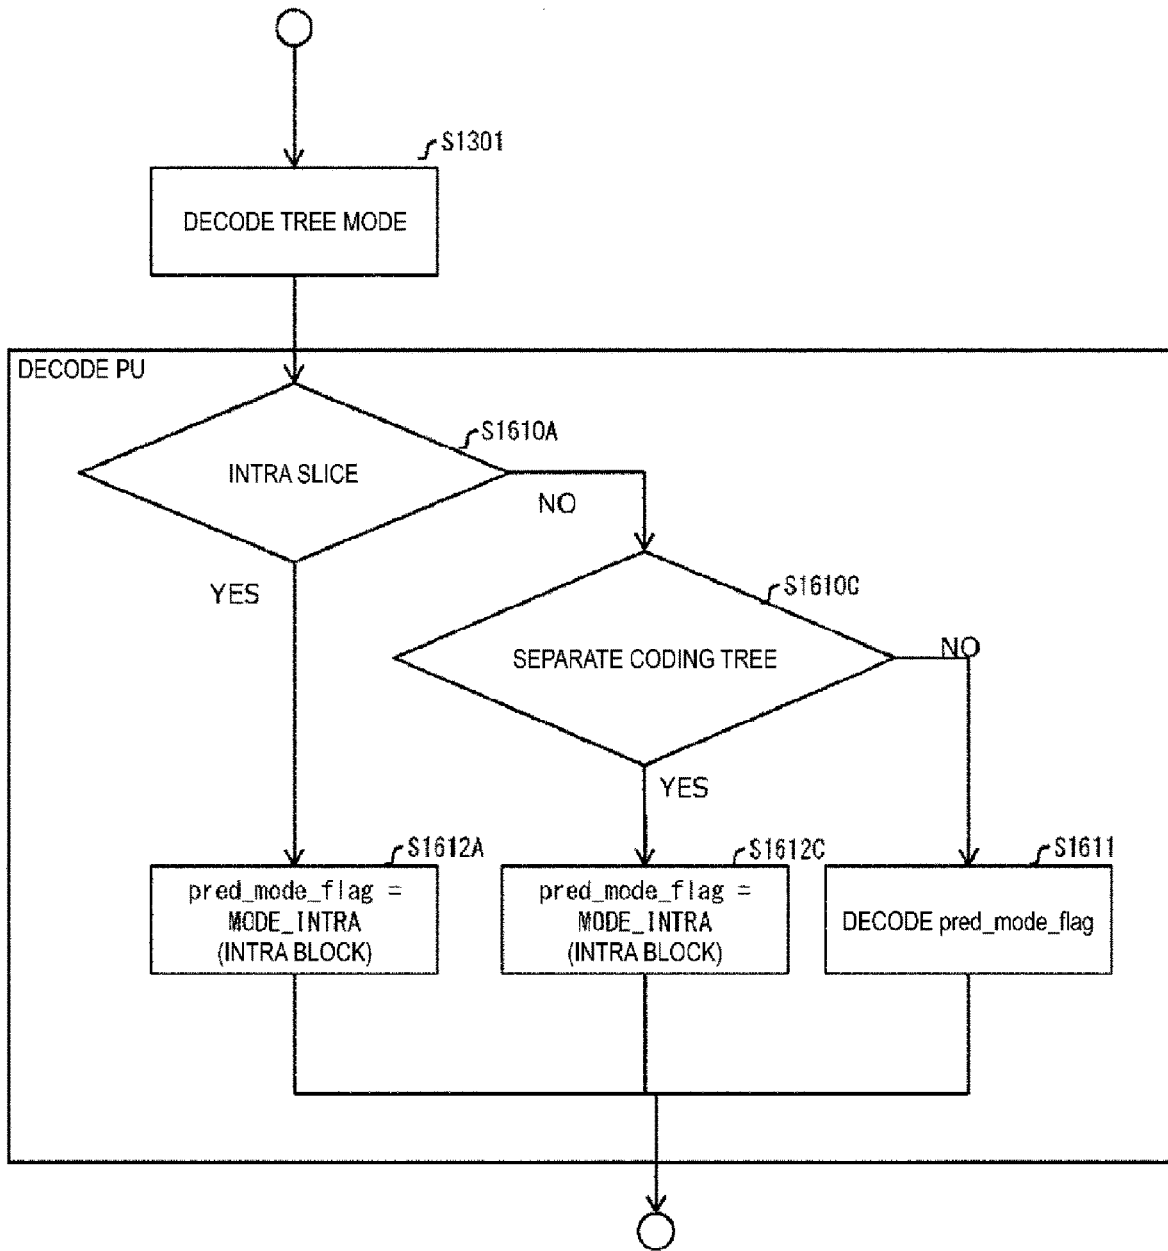 S1301
DECODE TREE MODE
DECODE PU
S1610A
INTRA SLICE
NO
YES
S1610C
SEPARATE CODING TREE
NO
YES
S1612A
pred_mode_flag =
MODE_INTRA
(INTRA BLOCK)
S1612C
pred_mode_flag =
MODE_INTRA
(INTRA BLOCK)
S1611
DECODE pred_mode_flag